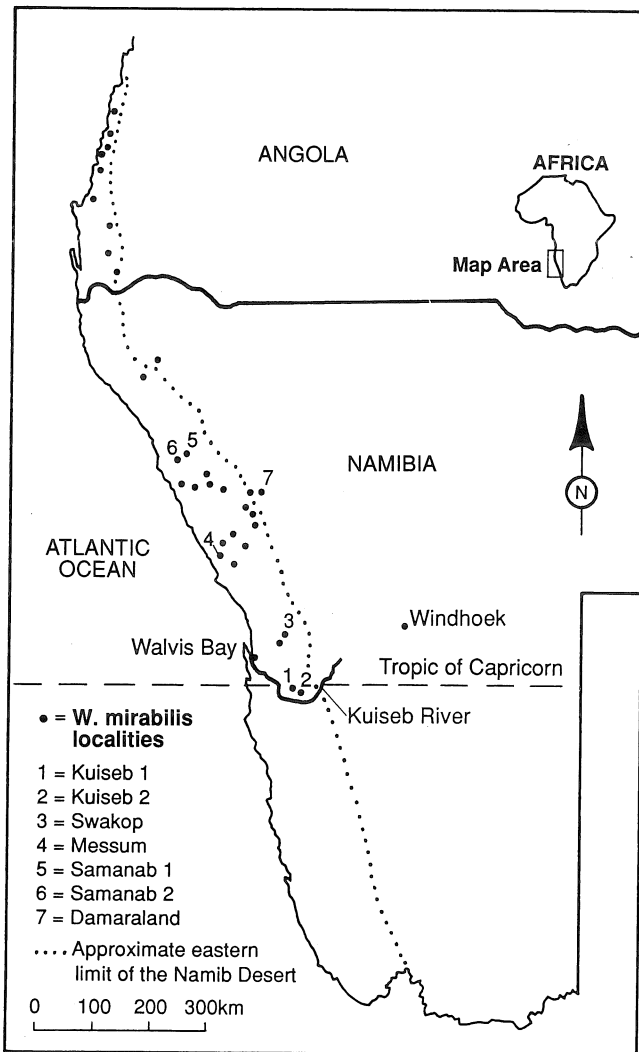 ANGOLA
AFRICA
Map Area
6
5
7
NAMIBIA
N
4
ATLANTIC
OCEAN
3
Windhoek
Walvis Bay
Tropic of Capricorn
1
2
Kuiseb River
• = W. mirabilis
localities
1 = Kuiseb 1
2 = Kuiseb 2
3 = Swakop
4 = Messum
5 = Samanab 1
6 = Samanab 2
7 = Damaraland
.... Approximate eastern
limit of the Namib Desert
0 100 200 300km